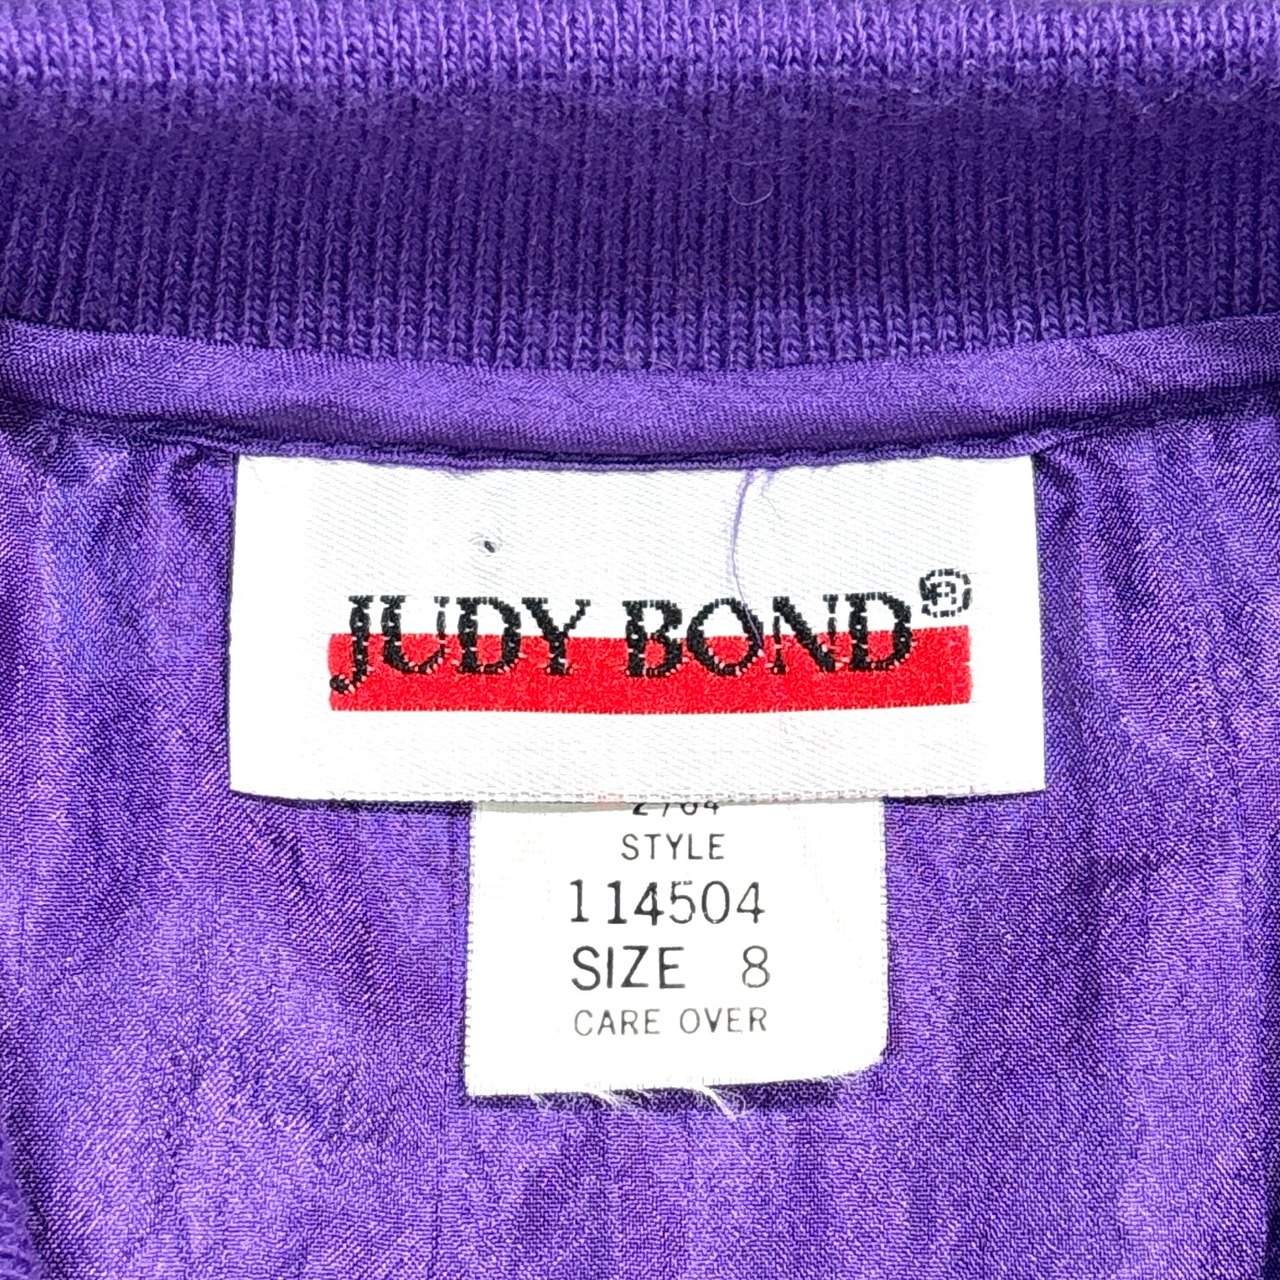 JUDY BOND®
STYLE
114504
SIZE 8
CARE OVER